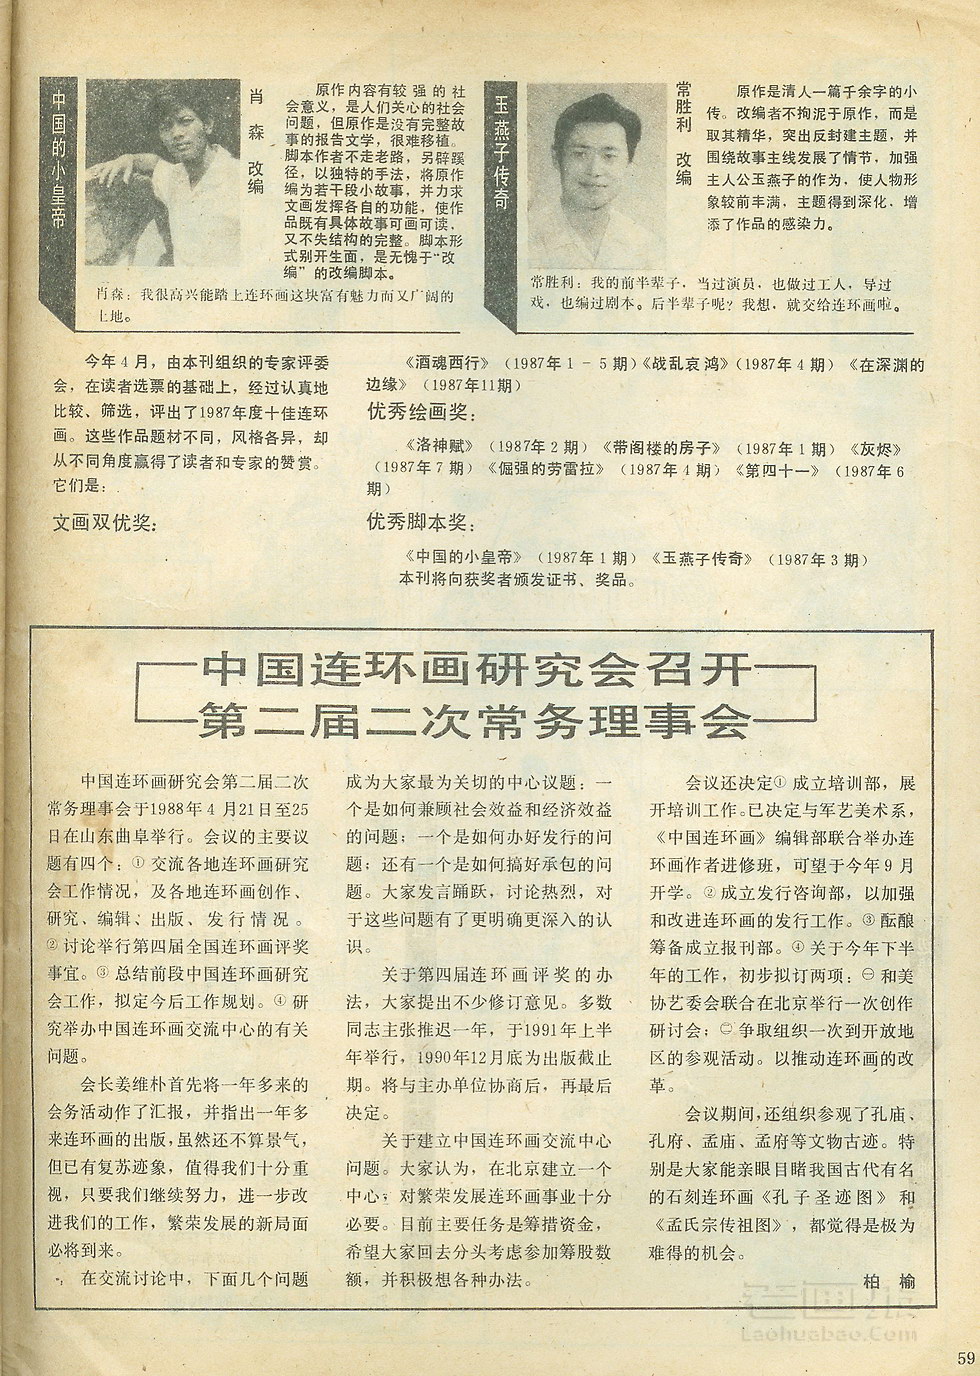 中国的小皇帝
肖森 改编
原作内容有较强的社
会意义，是人们关心的社会
问题，但原作是没有完整故
事的报告文学，很难移植。
脚本作者不走老路，另辟蹊
径，以独特的手法，将原作
编为若干段小故事，并力求
文画发挥各自的功能，使作
品既有具体故事可画可读，
又不失结构的完整。脚本形
式别开生面，是无愧于“改
编”的改编脚本。
肖森：我很高兴能踏上连环画这块富有魅力而又广阔的
土地。
玉燕子传奇
常胜利 改编
原作是清人一篇千余字的小
传。改编者不拘泥于原作，而是
取其精华，突出反封建主题，并
围绕故事主线发展了情节，加强
主人公玉燕子的作为，使人物形
象较前丰满，主题得到深化，增
添了作品的感染力。
常胜利：我的前半辈子，当过演员，也做过工人，导过
戏，也编过剧本。后半辈子呢？我想，就交给连环画啦。
今年4月，由本刊组织的专家评委
会，在读者选票的基础上，经过认真地
比较、筛选，评出了1987年度十佳连环
画。这些作品题材不同，风格各异，却
从不同角度赢得了读者和专家的赞赏。
它们是：
文画双优奖：
《酒魂西行》（1987年1－5期）《战乱哀鸿》（1987年4期）《在深渊的
边缘》（1987年11期）
优秀绘画奖：
《洛神赋》（1987年2期）《带阁楼的房子》（1987年1期）《灰烬》
（1987年7期）《倔强的劳雷拉》（1987年4期）《第四十一》（1987年6
期）
优秀脚本奖：
《中国的小皇帝》（1987年1期）《玉燕子传奇》（1987年3期）
本刊将向获奖者颁发证书、奖品。
中国连环画研究会召开
第二届二次常务理事会
中国连环画研究会第二届二次
常务理事会于1988年4月21日至25
日在山东曲阜举行。会议的主要议
题有四个：①交流各地连环画研究
会工作情况，及各地连环画创作、
研究、编辑、出版、发行情况。
②讨论举行第四届全国连环画评奖
事宜。③总结前段中国连环画研究
会工作，拟定今后工作规划。④研
究举办中国连环画交流中心的有关
问题。
会长姜维朴首先将一年多来的
会务活动作了汇报，并指出一年多
来连环画的出版，虽然还不算景气，
但已有复苏迹象，值得我们十分重
视，只要我们继续努力，进一步改
进我们的工作，繁荣发展的新局面
必将到来。
在交流讨论中，下面几个问题
成为大家最为关切的中心议题：一
个是如何兼顾社会效益和经济效益
的问题；一个是如何办好发行的问
题；还有一个是如何搞好承包的问
题。大家发言踊跃，讨论热烈，对
于这些问题有了更明确更深入的认
识。
关于第四届连环画评奖的办
法，大家提出不少修订意见。多数
同志主张推迟一年，于1991年上半
年举行，1990年12月底为出版截止
期。将与主办单位协商后，再最后
决定。
关于建立中国连环画交流中心
问题。大家认为，在北京建立一个
中心，对繁荣发展连环画事业十分
必要。目前主要任务是筹措资金，
希望大家回去分头考虑参加筹股数
额，并积极想各种办法。
会议还决定①成立培训部，展
开培训工作。已决定与军艺美术系，
《中国连环画》编辑部联合举办连
环画作者进修班，可望于今年9月
开学。②成立发行咨询部，以加强
和改进连环画的发行工作。③酝酿
筹备成立报刊部。④关于今年下半
年的工作，初步拟订两项：㊀和美
协艺委会联合在北京举行一次创作
研讨会；㊁争取组织一次到开放地
区的参观活动。以推动连环画的改
革。
会议期间，还组织参观了孔庙、
孔府、孟庙、孟府等文物古迹。特
别是大家能亲眼目睹我国古代有名
的石刻连环画《孔子圣迹图》和
《孟氏宗传祖图》，都觉得是极为
难得的机会。
柏榆
老画报
Laohuabao.Com
59